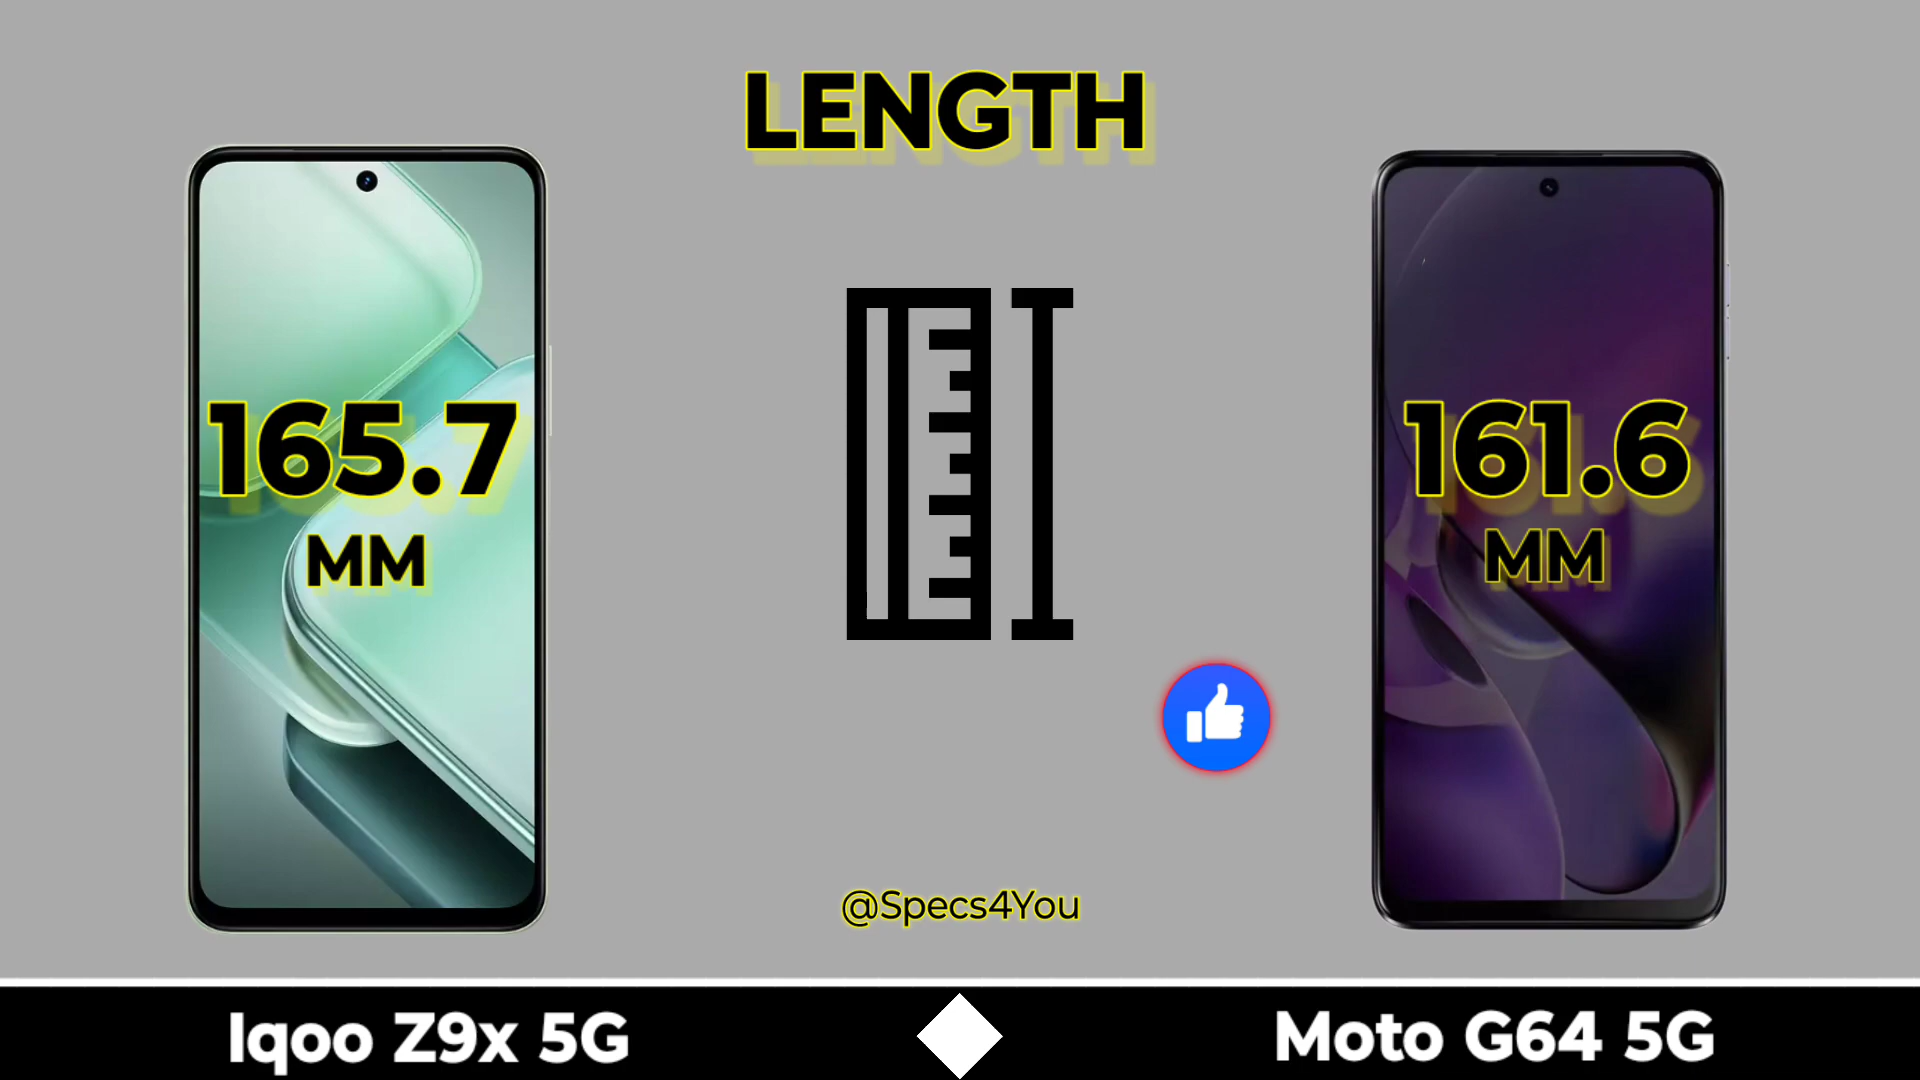 LENGTH
165.7
MM
161.6
MM
@Specs4You
Iqoo Z9x 5G
Moto G64 5G